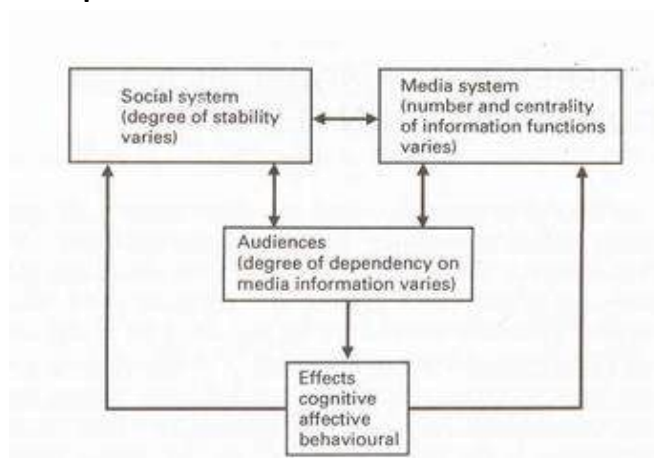 Social system
(degree of stability
varies)
Media system
(number and centrality
of information functions
varies)
Audiences
(degree of dependency on
media information varies)
Effects
cognitive
affective
behavioural